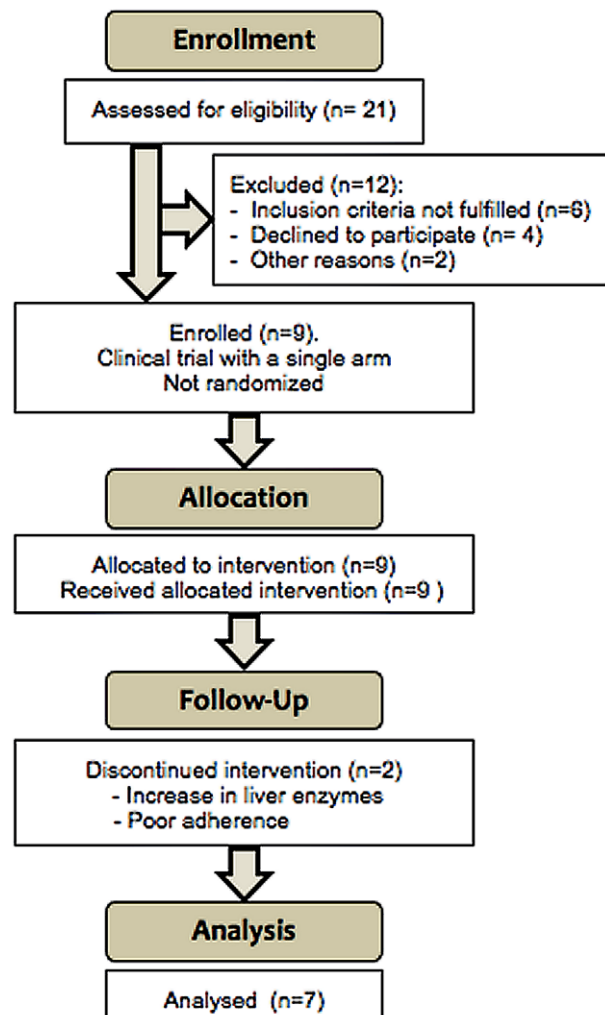 Enrollment
Assessed for eligibility (n= 21)
Excluded (n=12):
- Inclusion criteria not fulfilled (n=6)
- Declined to participate (n= 4)
- Other reasons (n=2)
Enrolled (n=9).
Clinical trial with a single arm
Not randomized
Allocation
Allocated to intervention (n=9)
Received allocated intervention (n=9 )
Follow-Up
Discontinued intervention (n=2)
- Increase in liver enzymes
- Poor adherence
Analysis
Analysed (n=7)